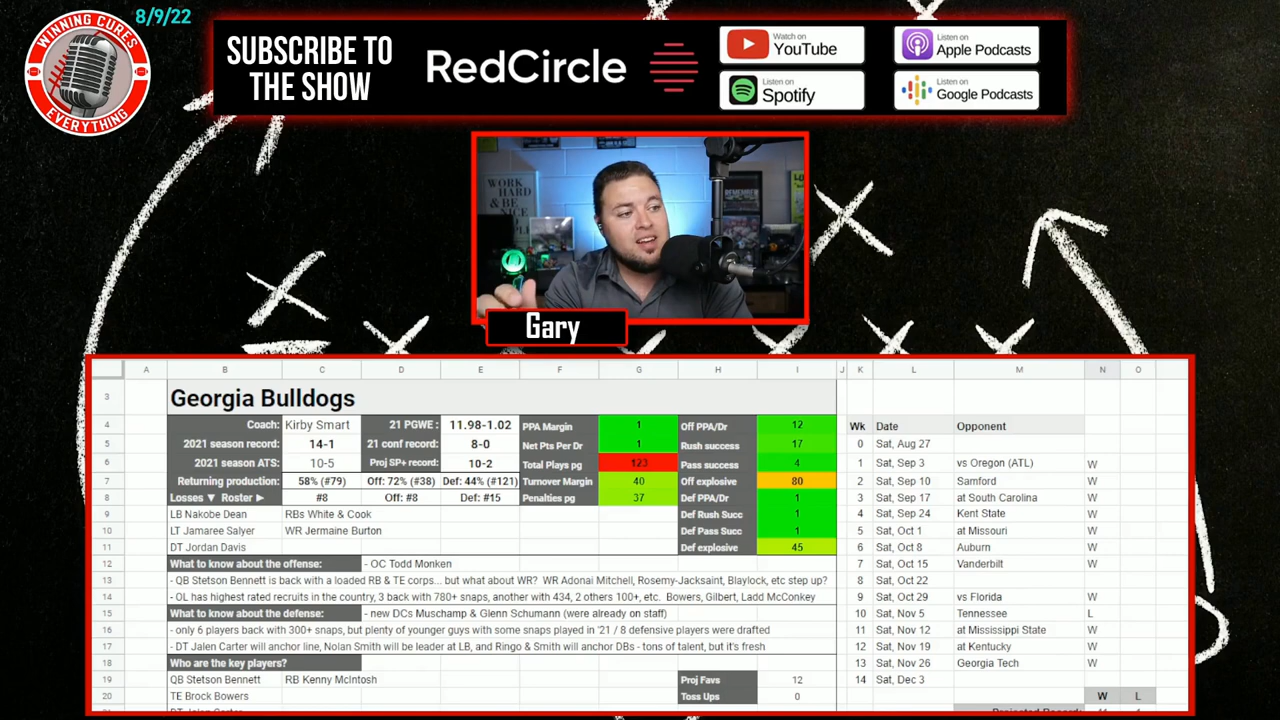 8/9/22
WINNING CURES
EVERYTHING
SUBSCRIBE TO
THE SHOW
RedCircle
Watch on
YouTube
Listen on
Apple Podcasts
Listen on
Spotify
Listen on
Google Podcasts
WORK
HARD &
BE NICE
Gary
A B C D E F G H I J K L M N O
3 Georgia Bulldogs
4 Coach: Kirby Smart 21 PGWE : 11.98-1.02 PPA Margin 1 Off PPA/Dr 12 Wk Date Opponent
5 2021 season record: 14-1 21 conf record: 8-0 Net Pts Per Dr 1 Rush success 17 0 Sat, Aug 27
6 2021 season ATS: 10-5 Proj SP+ record: 10-2 Total Plays pg 123 Pass success 4 1 Sat, Sep 3 vs Oregon (ATL) W
7 Returning production: 58% (#79) Off: 72% (#38) Def: 44% (#121) Turnover Margin 40 Off explosive 80 2 Sat, Sep 10 Samford W
8 Losses ▼ Roster ► #8 Off: #8 Def: #15 Penalties pg 37 Def PPA/Dr 1 3 Sat, Sep 17 at South Carolina W
9 LB Nakobe Dean RBs White & Cook Def Rush Succ 1 4 Sat, Sep 24 Kent State W
10 LT Jamaree Salyer WR Jermaine Burton Def Pass Succ 1 5 Sat, Oct 1 at Missouri W
11 DT Jordan Davis Def explosive 45 6 Sat, Oct 8 Auburn W
12 What to know about the offense: - OC Todd Monken 7 Sat, Oct 15 Vanderbilt W
13 - QB Stetson Bennett is back with a loaded RB & TE corps... but what about WR? WR Adonai Mitchell, Rosemy-Jacksaint, Blaylock, etc step up? 8 Sat, Oct 22
14 - OL has highest rated recruits in the country, 3 back with 780+ snaps, another with 434, 2 others 100+, etc. Bowers, Gilbert, Ladd McConkey 9 Sat, Oct 29 vs Florida W
15 What to know about the defense: - new DCs Muschamp & Glenn Schumann (were already on staff) 10 Sat, Nov 5 Tennessee L
16 - only 6 players back with 300+ snaps, but plenty of younger guys with some snaps played in '21 / 8 defensive players were drafted 11 Sat, Nov 12 at Mississippi State W
17 - DT Jalen Carter will anchor line, Nolan Smith will be leader at LB, and Ringo & Smith will anchor DBs - tons of talent, but it's fresh 12 Sat, Nov 19 at Kentucky W
18 Who are the key players? 13 Sat, Nov 26 Georgia Tech W
19 QB Stetson Bennett RB Kenny McIntosh Proj Favs 12 14 Sat, Dec 3
20 TE Brock Bowers Toss Ups 0 W L